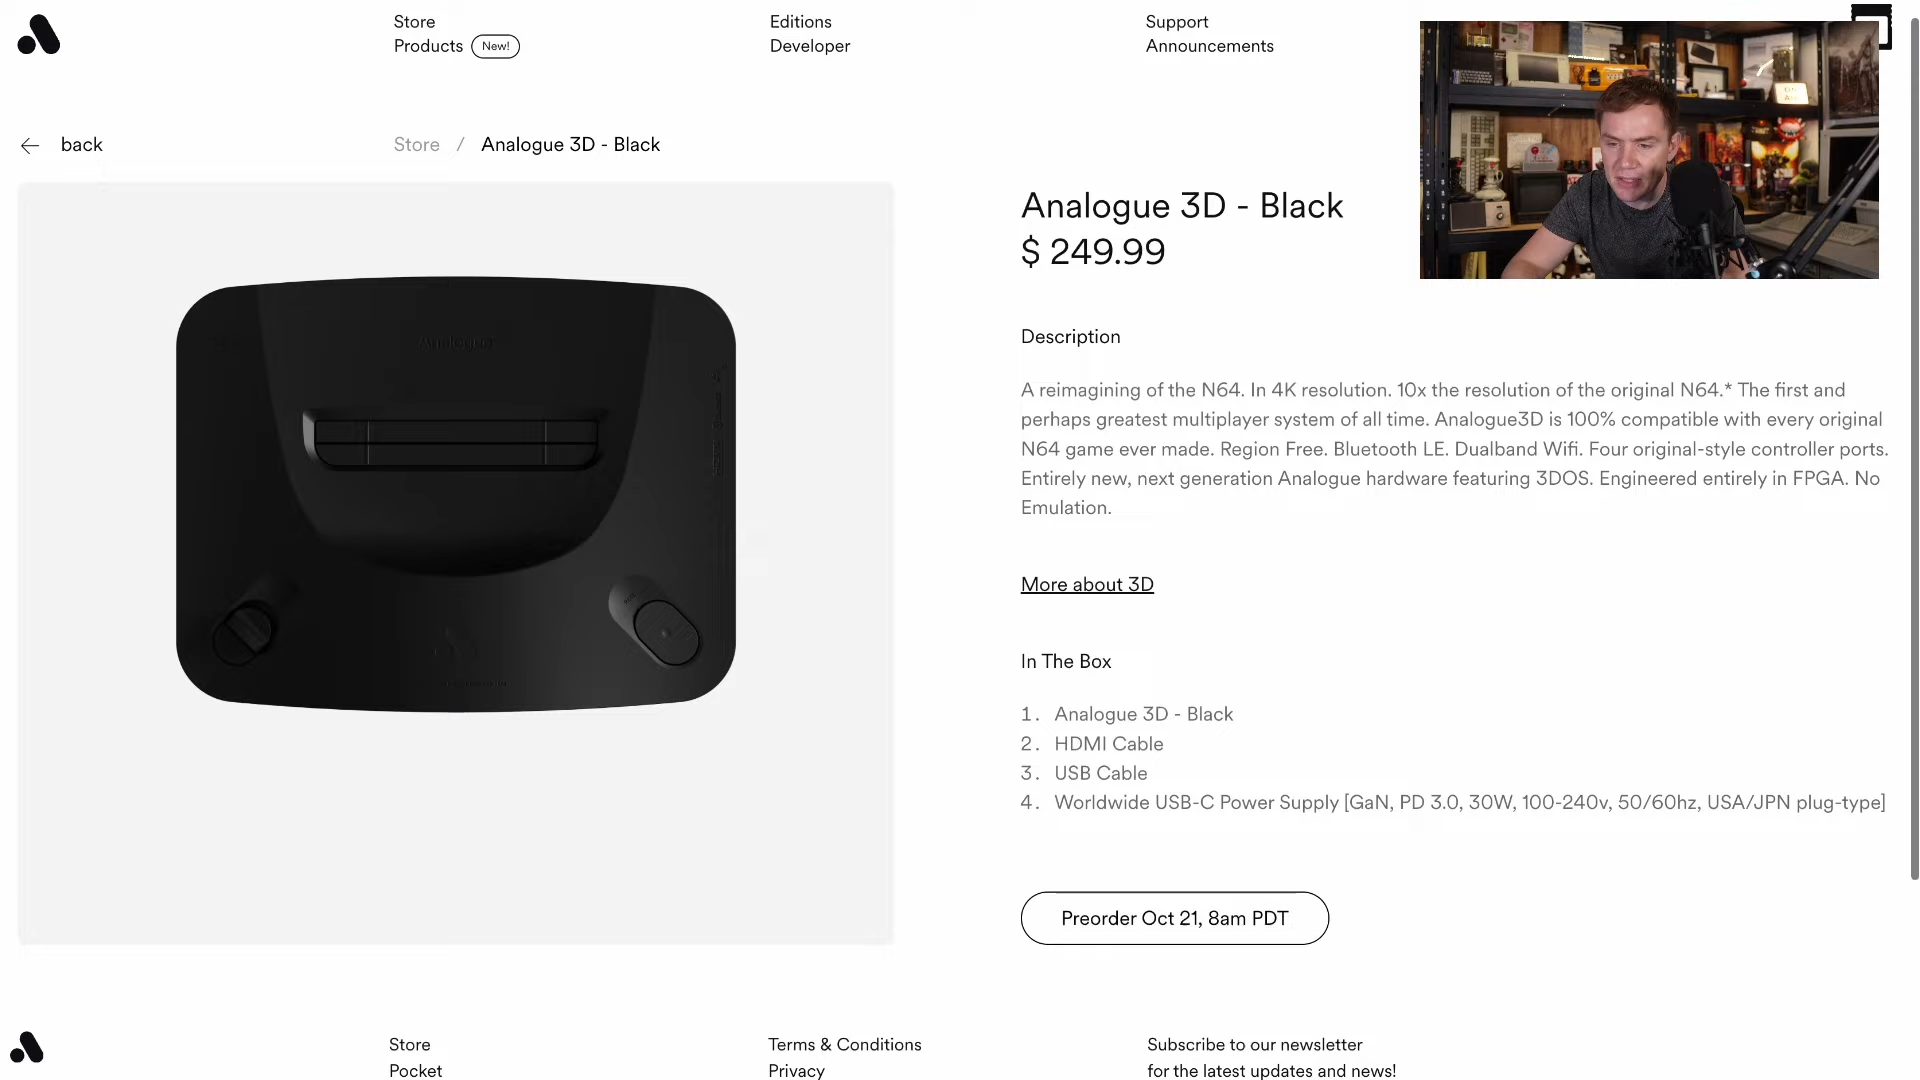 Store
Products New!
Editions
Developer
Support
Announcements
back
Store / Analogue 3D - Black
Analogue 3D - Black
$ 249.99
Description
A reimagining of the N64. In 4K resolution. 10x the resolution of the original N64.* The first and
perhaps greatest multiplayer system of all time. Analogue3D is 100% compatible with every original
N64 game ever made. Region Free. Bluetooth LE. Dualband Wifi. Four original-style controller ports.
Entirely new, next generation Analogue hardware featuring 3DOS. Engineered entirely in FPGA. No
Emulation.
More about 3D
In The Box
1. Analogue 3D - Black
2. HDMI Cable
3. USB Cable
4. Worldwide USB-C Power Supply [GaN, PD 3.0, 30W, 100-240v, 50/60hz, USA/JPN plug-type]
Preorder Oct 21, 8am PDT
Analogue
Store
Pocket
Terms & Conditions
Privacy
Subscribe to our newsletter
for the latest updates and news!